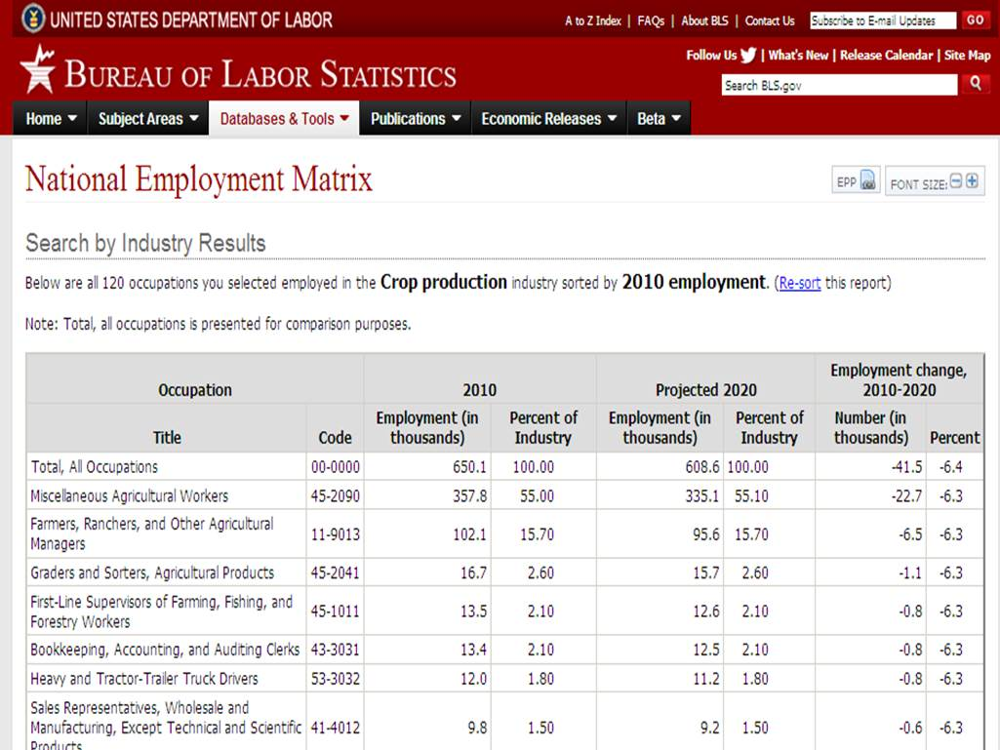 UNITED STATES DEPARTMENT OF LABOR
A to Z Index | FAQs | About BLS | Contact Us Subscribe to E-mail Updates GO
Follow Us | What's New | Release Calendar | Site Map
BUREAU OF LABOR STATISTICS
Search BLS.gov
Home Subject Areas Databases & Tools Publications Economic Releases Beta
National Employment Matrix
EPP FONT SIZE:
Search by Industry Results
Below are all 120 occupations you selected employed in the Crop production industry sorted by 2010 employment. (Re-sort this report)
Note: Total, all occupations is presented for comparison purposes.
Occupation 2010 Projected 2020 Employment change, 2010-2020
Title Code Employment (in thousands) Percent of Industry Employment (in thousands) Percent of Industry Number (in thousands) Percent
Total, All Occupations 00-0000 650.1 100.00 608.6 100.00 -41.5 -6.4
Miscellaneous Agricultural Workers 45-2090 357.8 55.00 335.1 55.10 -22.7 -6.3
Farmers, Ranchers, and Other Agricultural Managers 11-9013 102.1 15.70 95.6 15.70 -6.5 -6.3
Graders and Sorters, Agricultural Products 45-2041 16.7 2.60 15.7 2.60 -1.1 -6.3
First-Line Supervisors of Farming, Fishing, and Forestry Workers 45-1011 13.5 2.10 12.6 2.10 -0.8 -6.3
Bookkeeping, Accounting, and Auditing Clerks 43-3031 13.4 2.10 12.5 2.10 -0.8 -6.3
Heavy and Tractor-Trailer Truck Drivers 53-3032 12.0 1.80 11.2 1.80 -0.8 -6.3
Sales Representatives, Wholesale and Manufacturing, Except Technical and Scientific Products 41-4012 9.8 1.50 9.2 1.50 -0.6 -6.3